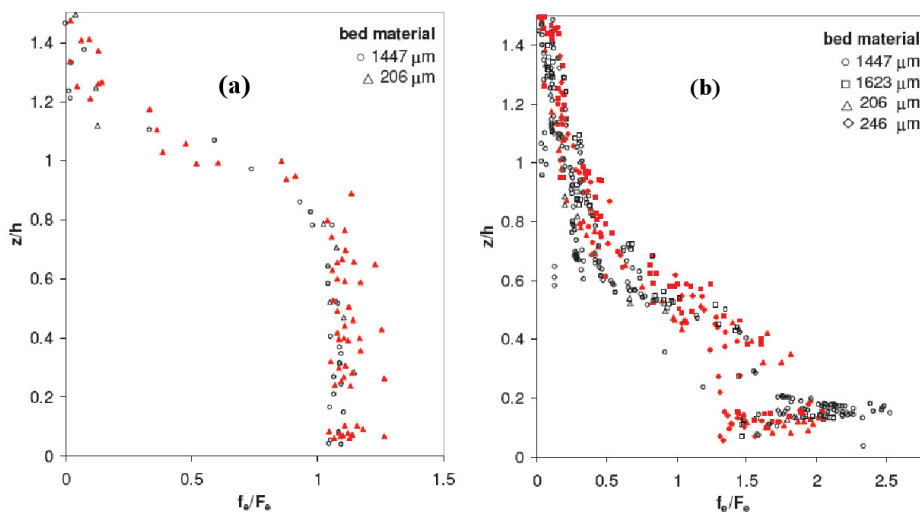 (a)
bed material
1447 μm
206 μm
z/h
1.4
1.2
1
0.8
0.6
0.4
0.2
0
0
0.5
1
1.5
fₑ/Fₑ
(b)
bed material
1447 μm
1623 μm
206 μm
246 μm
z/h
1.4
1.2
1
0.8
0.6
0.4
0.2
0
0
0.5
1
1.5
2
2.5
fₑ/Fₑ